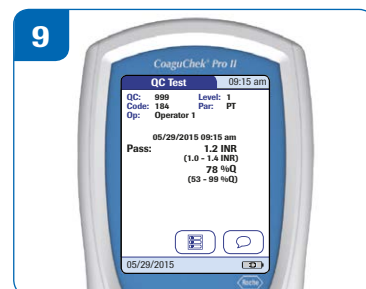 9
CoaguChek® Pro II
QC Test 09:15 am
QC: 999 Level: 1
Code: 184 Par: PT
Op: Operator 1
05/29/2015 09:15 am
Pass: 1.2 INR
(1.0 - 1.4 INR)
78 %Q
(53 - 99 %Q)
05/29/2015
Roche